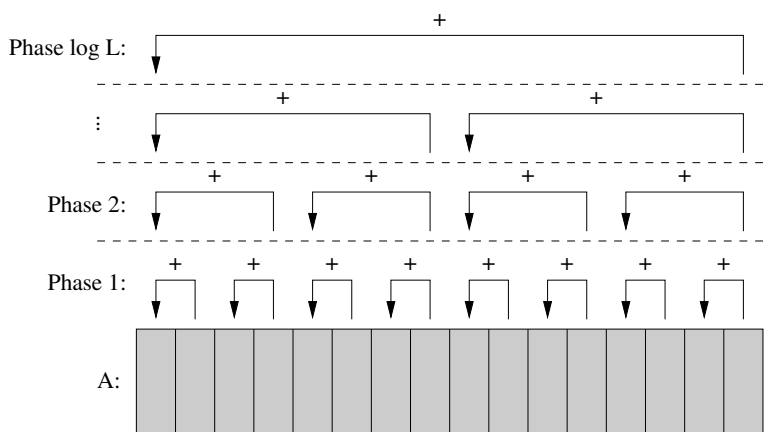 +
Phase log L:
+ +
⋮
+ + + +
Phase 2:
+ + + + + + + +
Phase 1:
A: